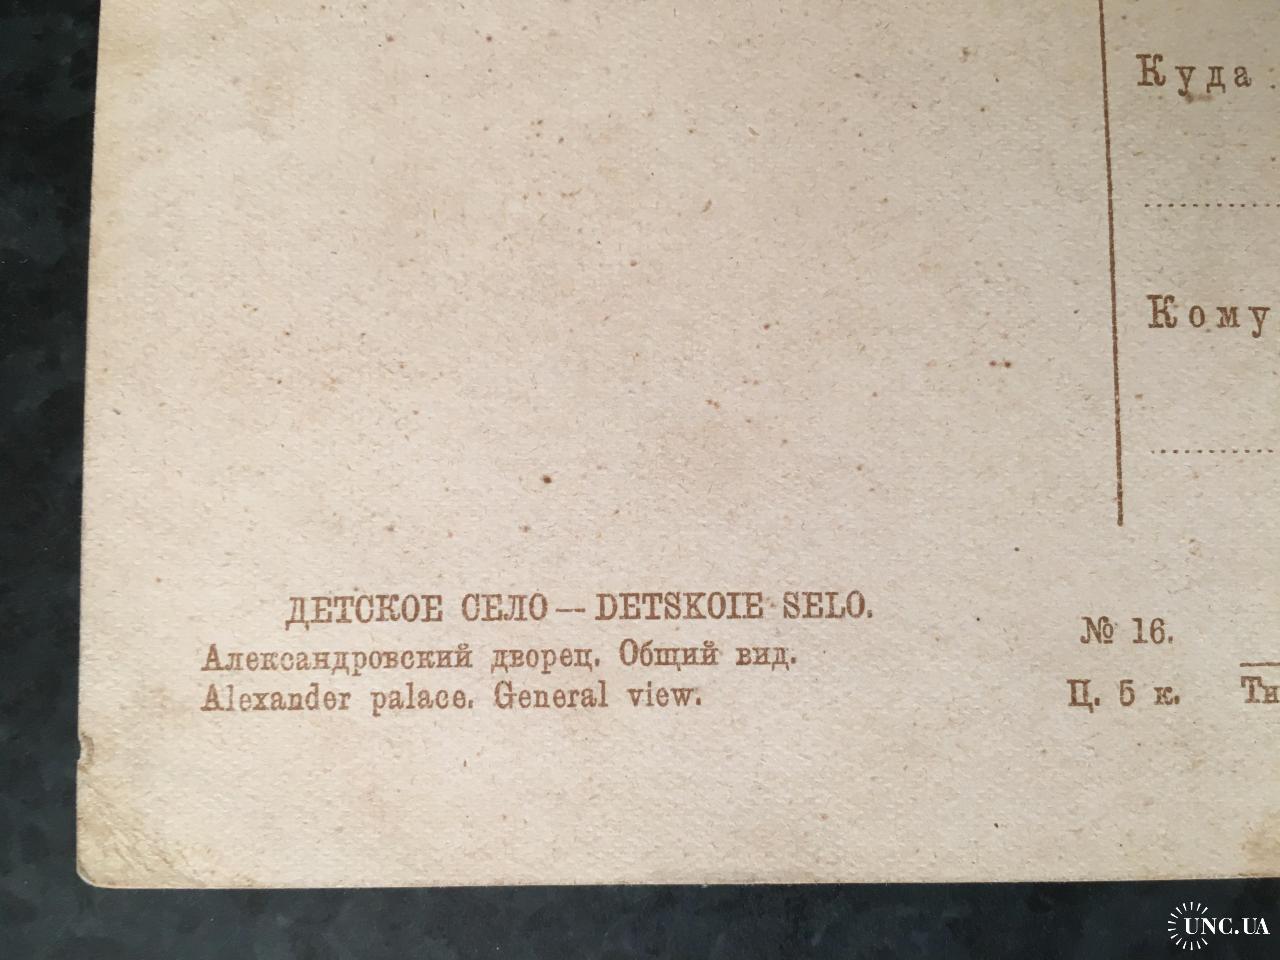 Куда
Кому
ДЕТСКОЕ СЕЛО — DETSKOIE SELO.
Александровский дворец. Общий вид.
Alexander palace. General view.
№ 16.
Ц. 5 к.
UNC.UA